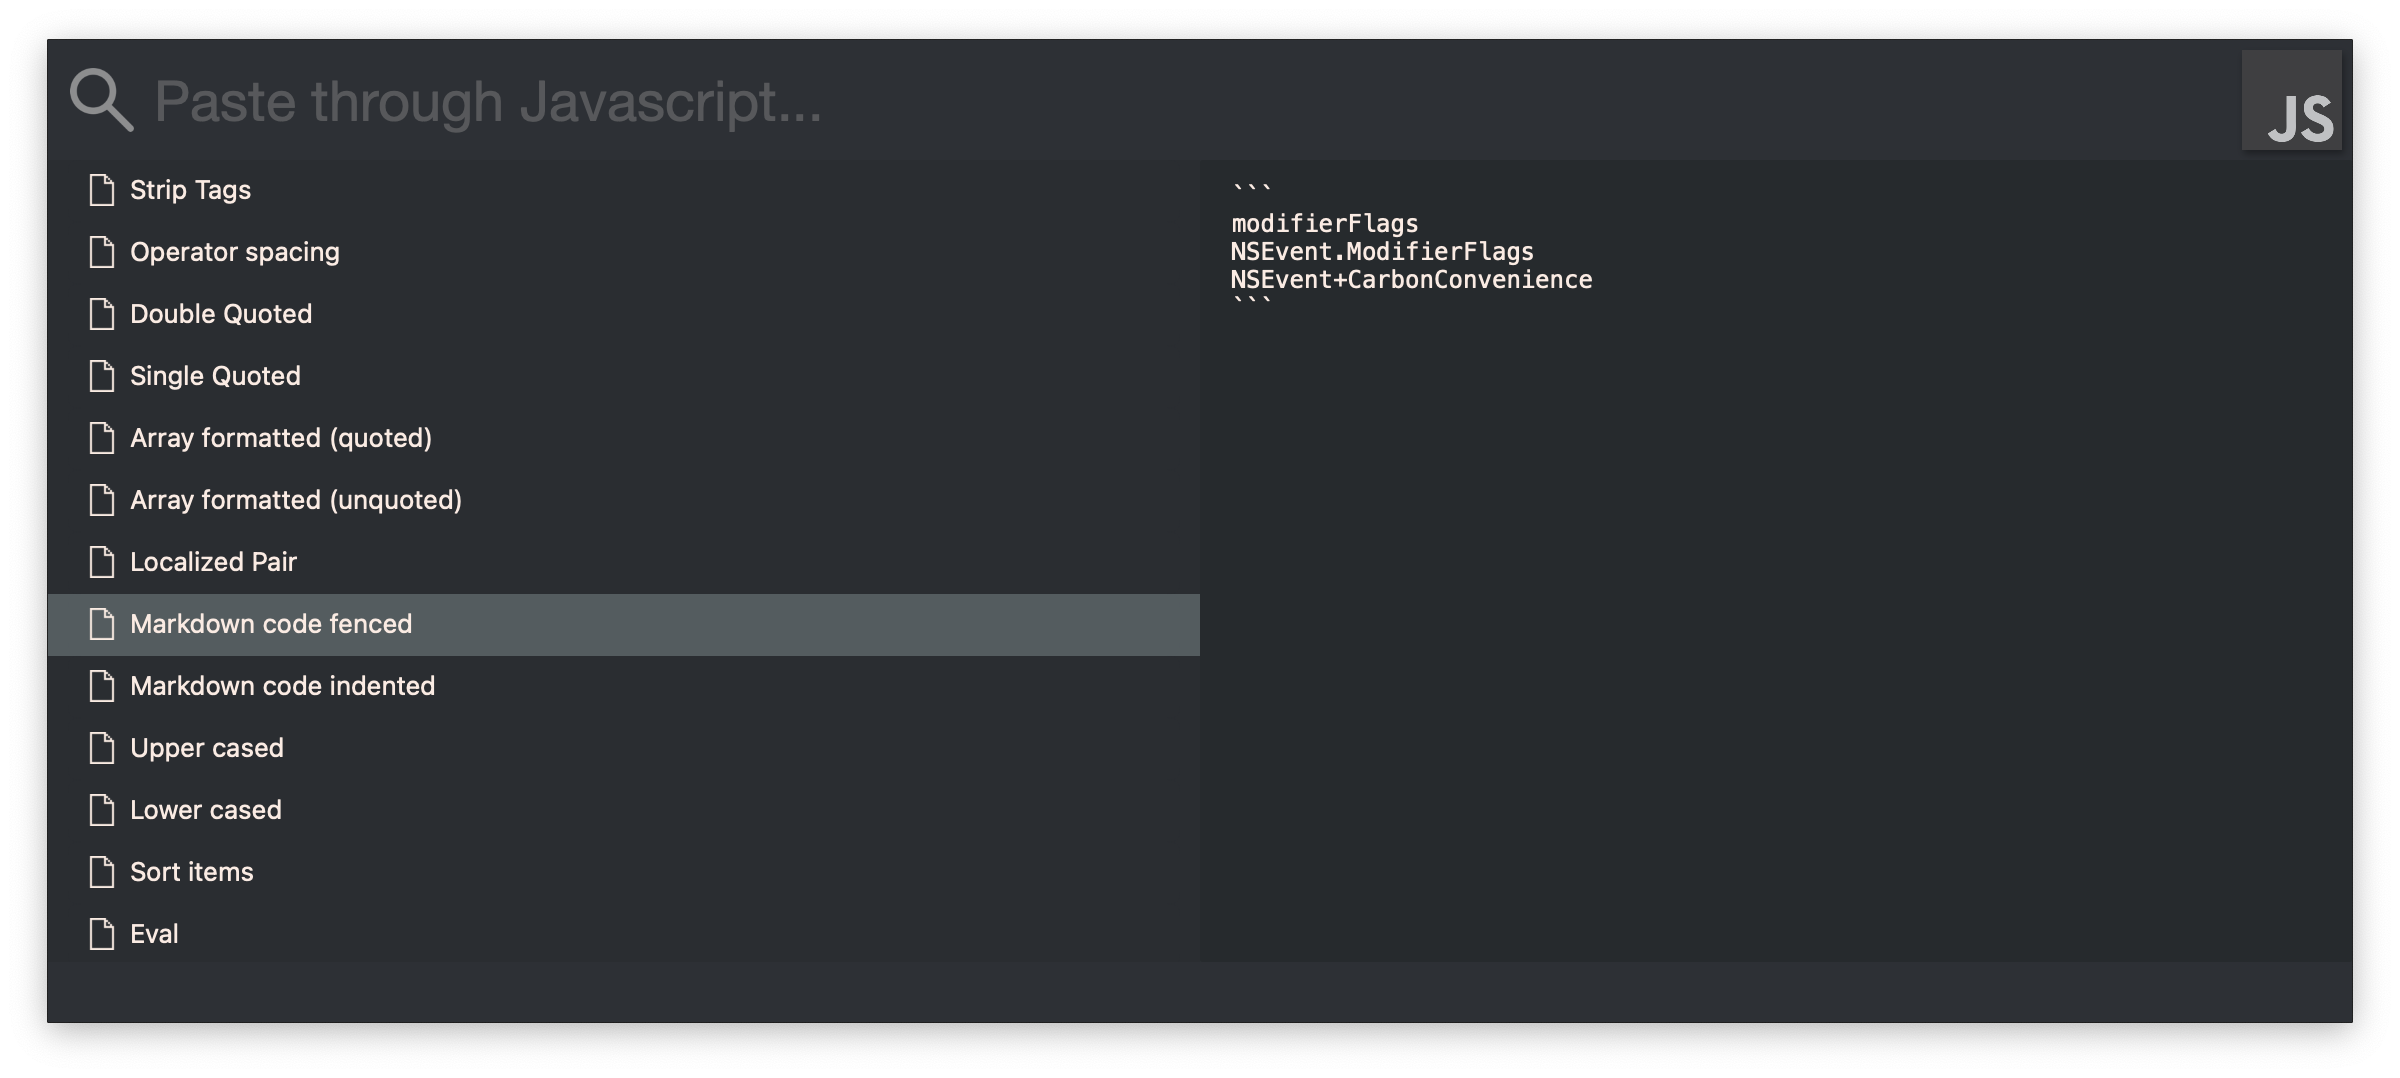 Paste through Javascript...
JS
Strip Tags
Operator spacing
Double Quoted
Single Quoted
Array formatted (quoted)
Array formatted (unquoted)
Localized Pair
Markdown code fenced
Markdown code indented
Upper cased
Lower cased
Sort items
Eval
```
modifierFlags
NSEvent.ModifierFlags
NSEvent+CarbonConvenience
```